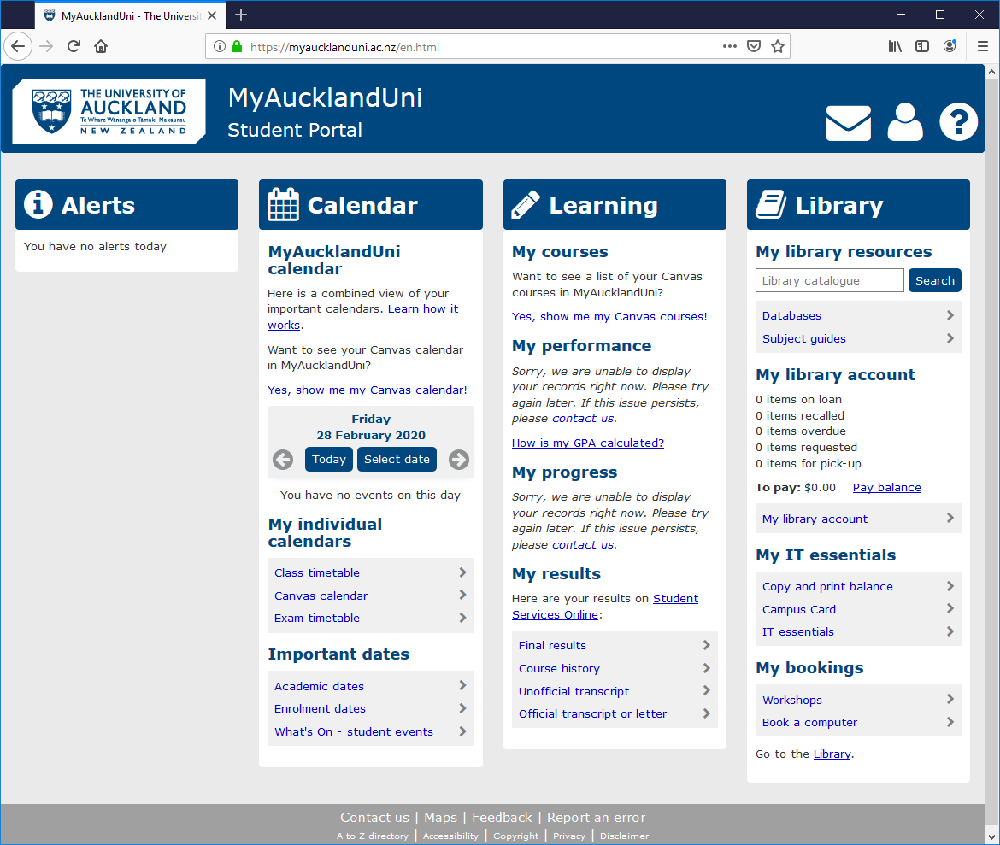 MyAucklandUni - The Universit
https://myaucklanduni.ac.nz/en.html
THE UNIVERSITY OF
AUCKLAND
Te Whare Wānanga o Tāmaki Makaurau
NEW ZEALAND
MyAucklandUni
Student Portal
Alerts
You have no alerts today
Calendar
MyAucklandUni
calendar
Here is a combined view of your
important calendars. Learn how it
works.
Want to see your Canvas calendar
in MyAucklandUni?
Yes, show me my Canvas calendar!
Friday
28 February 2020
Today
Select date
You have no events on this day
My individual
calendars
Class timetable
Canvas calendar
Exam timetable
Important dates
Academic dates
Enrolment dates
What's On - student events
Learning
My courses
Want to see a list of your Canvas
courses in MyAucklandUni?
Yes, show me my Canvas courses!
My performance
Sorry, we are unable to display
your records right now. Please try
again later. If this issue persists,
please contact us.
How is my GPA calculated?
My progress
Sorry, we are unable to display
your records right now. Please try
again later. If this issue persists,
please contact us.
My results
Here are your results on Student
Services Online:
Final results
Course history
Unofficial transcript
Official transcript or letter
Library
My library resources
Library catalogue
Search
Databases
Subject guides
My library account
0 items on loan
0 items recalled
0 items overdue
0 items requested
0 items for pick-up
To pay: $0.00 Pay balance
My library account
My IT essentials
Copy and print balance
Campus Card
IT essentials
My bookings
Workshops
Book a computer
Go to the Library.
Contact us | Maps | Feedback | Report an error
A to Z directory | Accessibility | Copyright | Privacy | Disclaimer